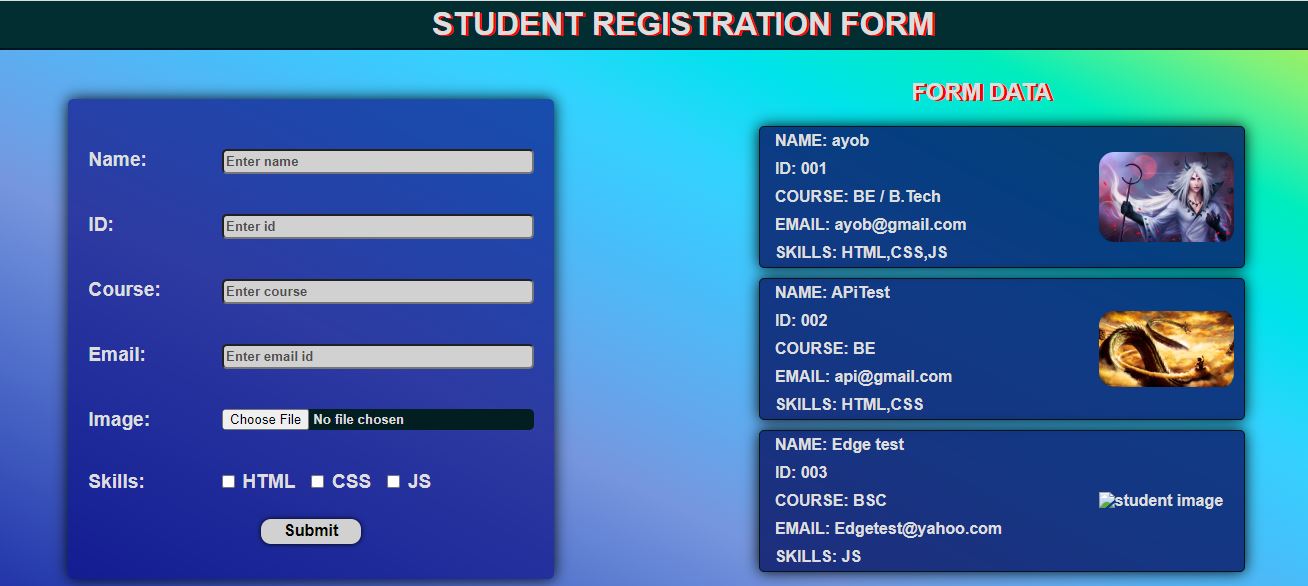 STUDENT REGISTRATION FORM
Name:
Enter name
ID:
Enter id
Course:
Enter course
Email:
Enter email id
Image:
Choose File No file chosen
Skills:
HTML CSS JS
Submit
FORM DATA
NAME: ayob
ID: 001
COURSE: BE / B.Tech
EMAIL: ayob@gmail.com
SKILLS: HTML,CSS,JS
NAME: APiTest
ID: 002
COURSE: BE
EMAIL: api@gmail.com
SKILLS: HTML,CSS
NAME: Edge test
ID: 003
COURSE: BSC
EMAIL: Edgetest@yahoo.com
SKILLS: JS
student image